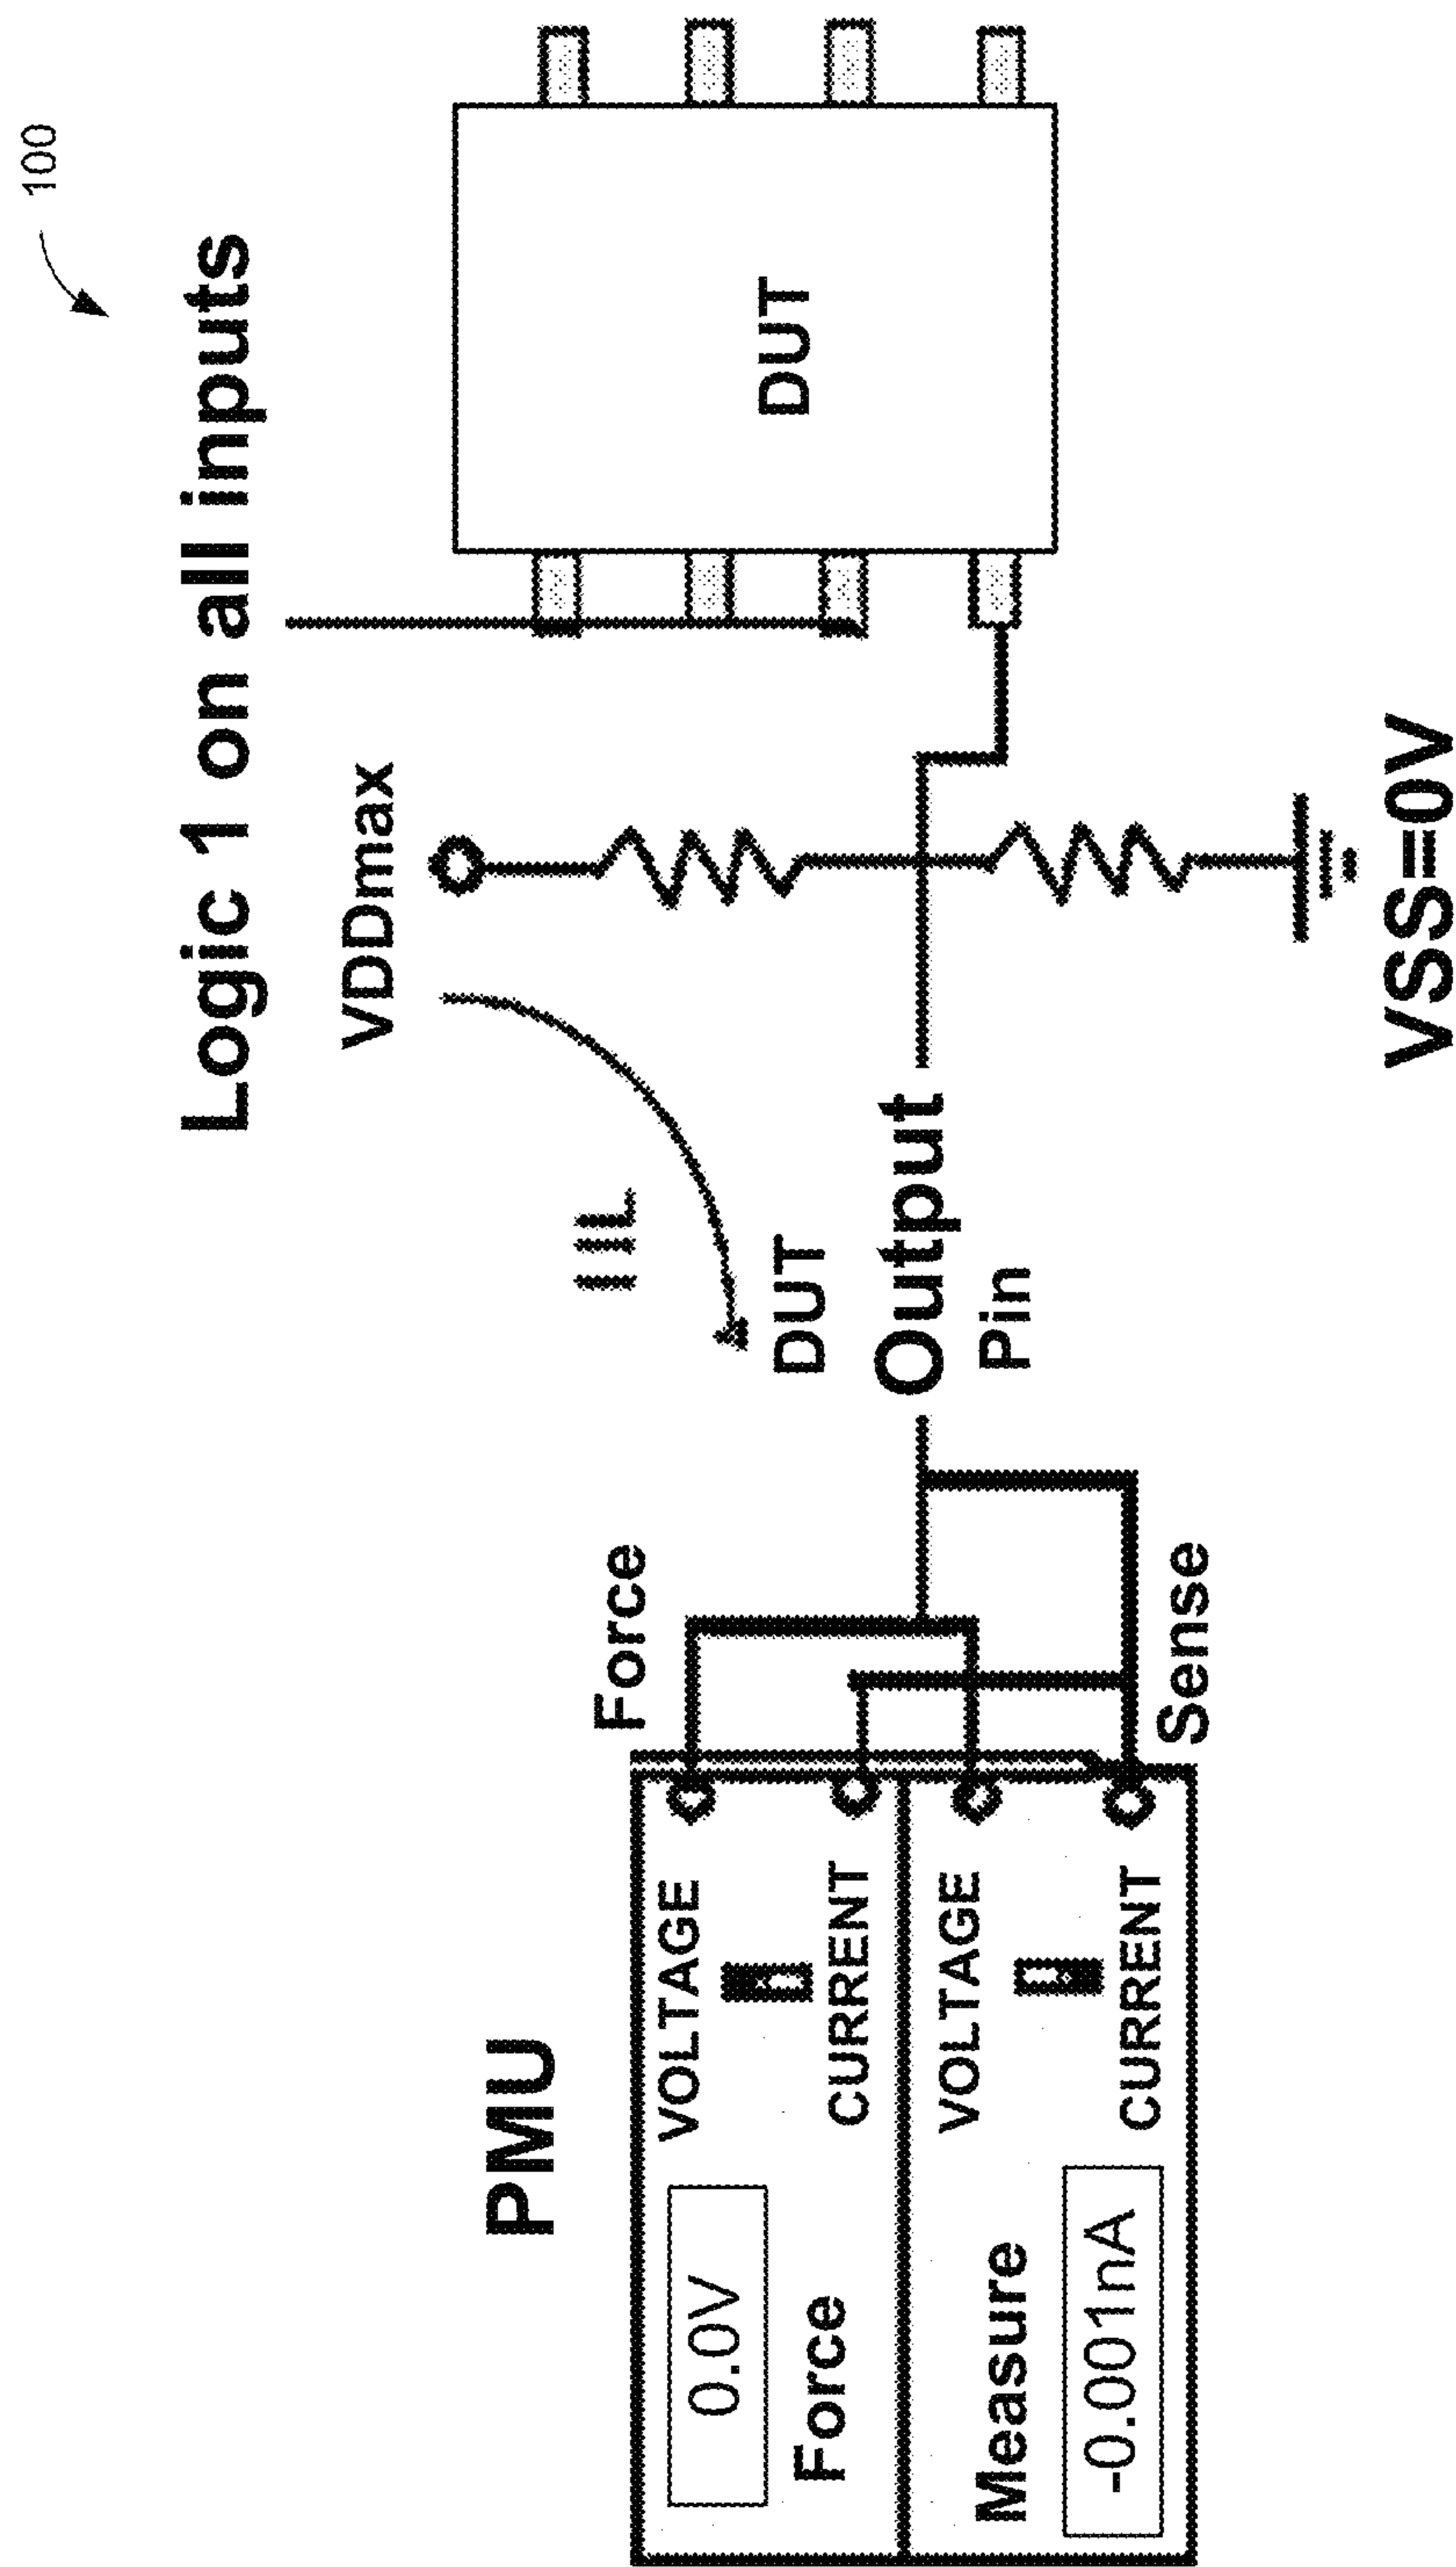 100
Logic 1 on all inputs
VDDmax
IIL
PMU
Force
DUT
Output
Pin
DUT
0.0V
VOLTAGE
Force
CURRENT
Measure
VOLTAGE
-0.001nA
CURRENT
Sense
VSS=0V